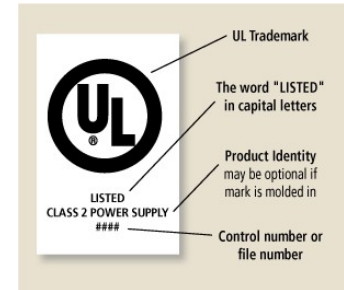 UL Trademark
The word "LISTED"
in capital letters
UL
®
Product Identity
may be optional if
mark is molded in
LISTED
CLASS 2 POWER SUPPLY
####
Control number or
file number